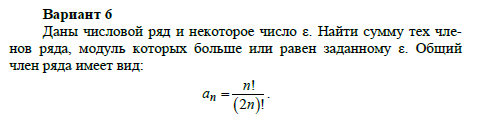 Вариант 6
Даны числовой ряд и некоторое число ε. Найти сумму тех чле-
нов ряда, модуль которых больше или равен заданному ε. Общий
член ряда имеет вид:
aₙ = n!/(2n)!.